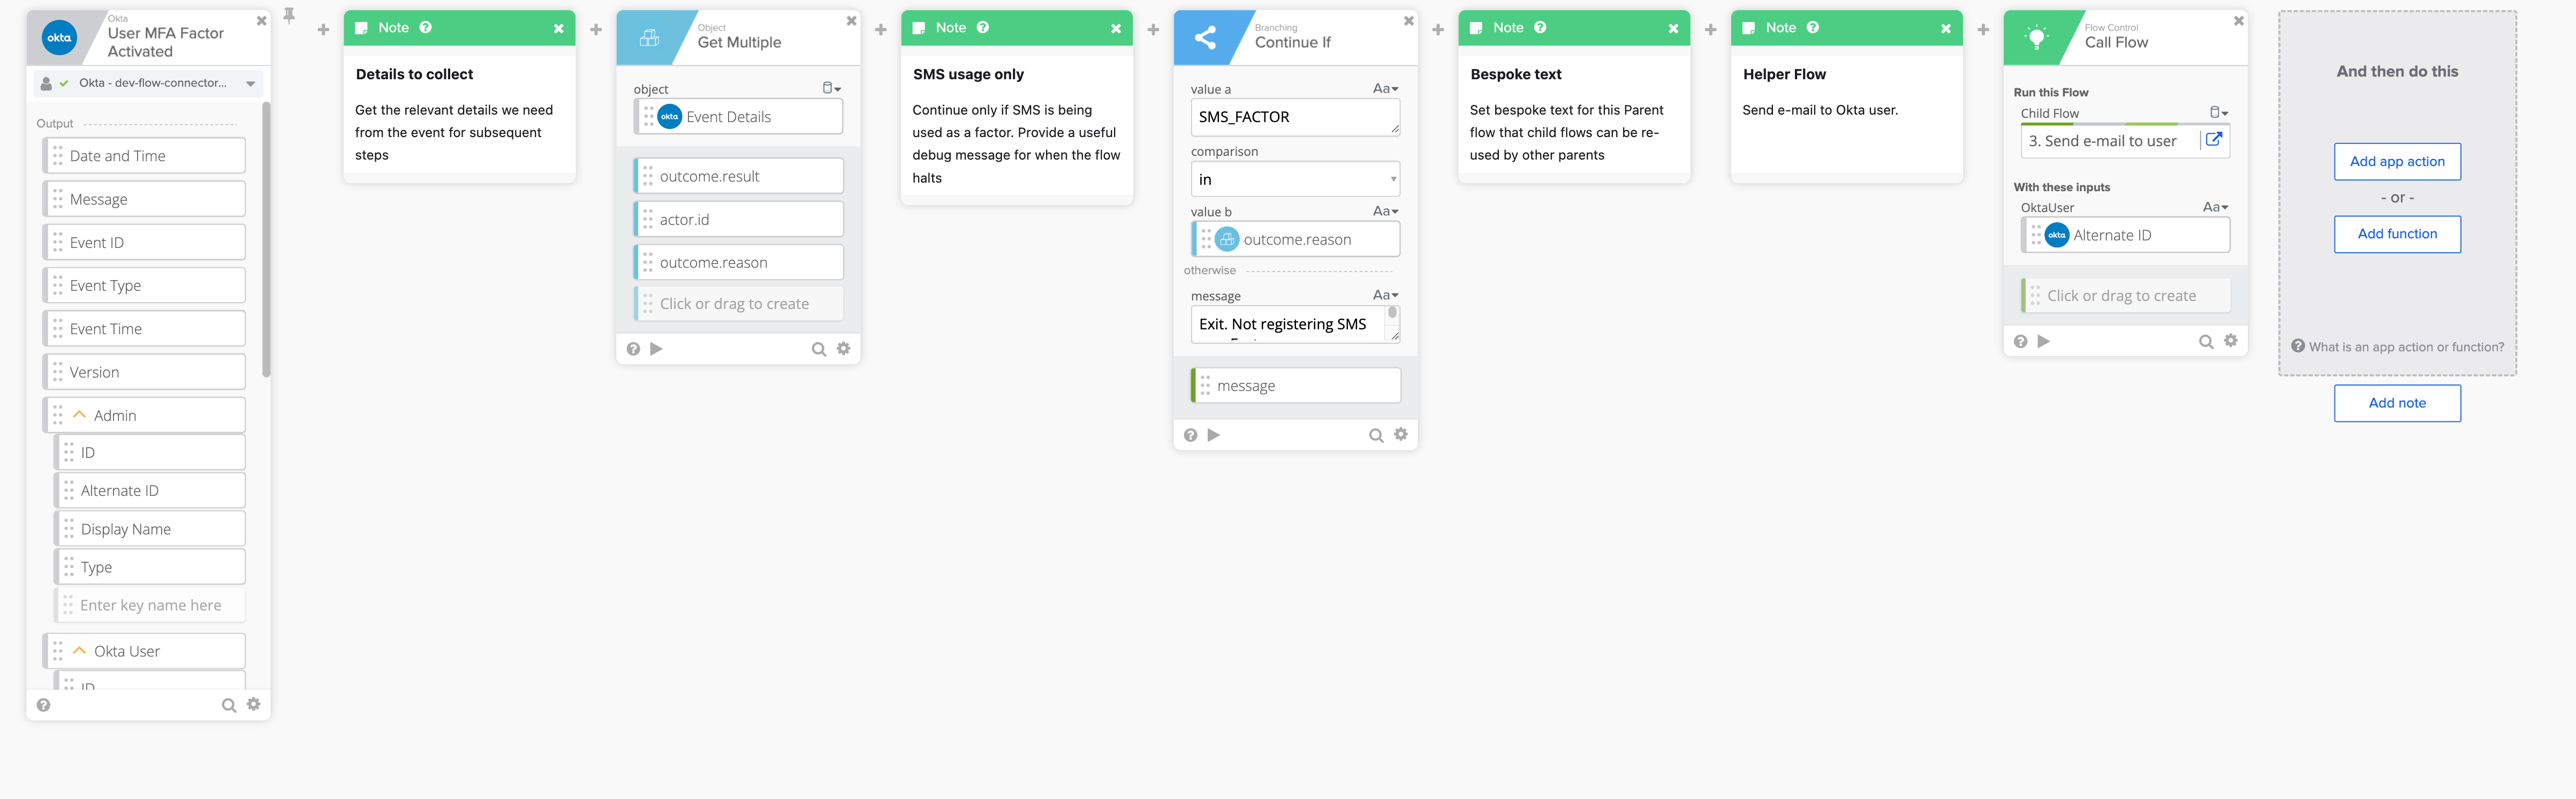 okta
Okta
User MFA Factor
Activated
Okta - dev-flow-connector...
Output
Date and Time
Message
Event ID
Event Type
Event Time
Version
Admin
ID
Alternate ID
Display Name
Type
Enter key name here
Okta User
ID
Note
Details to collect
Get the relevant details we need
from the event for subsequent
steps
Object
Get Multiple
object
okta Event Details
outcome.result
actor.id
outcome.reason
Click or drag to create
Note
SMS usage only
Continue only if SMS is being
used as a factor. Provide a useful
debug message for when the flow
halts
Branching
Continue If
value a Aa
SMS_FACTOR
comparison
in
value b Aa
outcome.reason
otherwise
message Aa
Exit. Not registering SMS
message
Note
Bespoke text
Set bespoke text for this Parent
flow that child flows can be re-
used by other parents
Note
Helper Flow
Send e-mail to Okta user.
Flow Control
Call Flow
Run this Flow
Child Flow
3. Send e-mail to user
With these inputs
OktaUser Aa
okta Alternate ID
Click or drag to create
And then do this
Add app action
- or -
Add function
What is an app action or function?
Add note